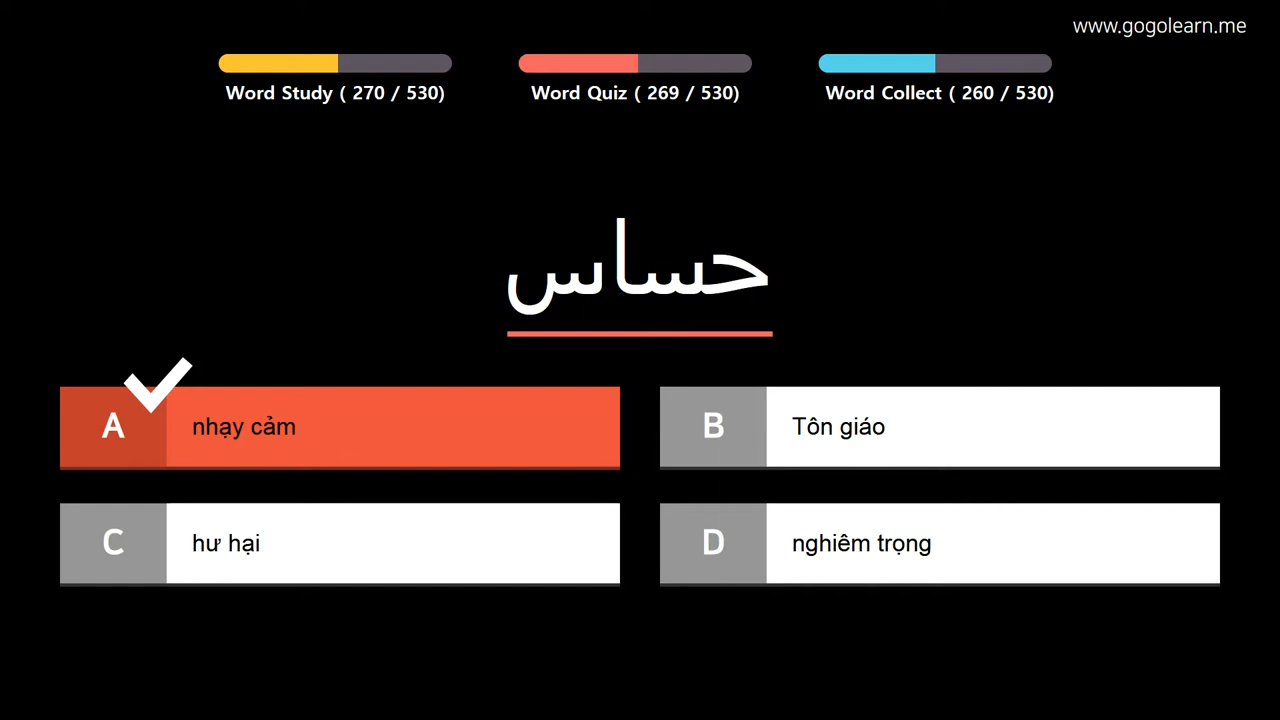 www.gogolearn.me
Word Study ( 270 / 530)
Word Quiz ( 269 / 530)
Word Collect ( 260 / 530)
حساس
A nhạy cảm
B Tôn giáo
C hư hại
D nghiêm trọng